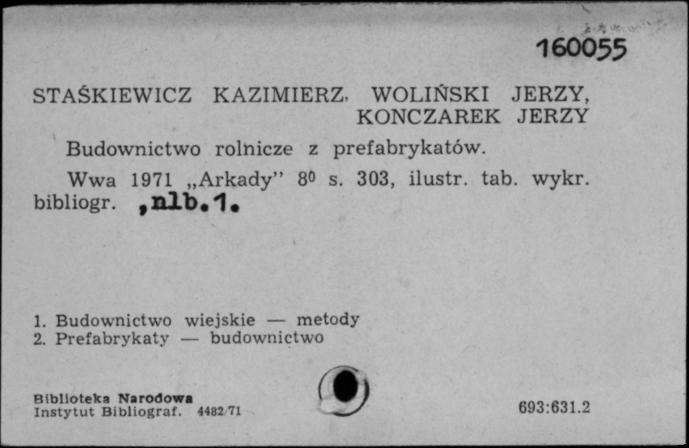 160055
STAŚKIEWICZ KAZIMIERZ, WOLIŃSKI JERZY,
KONCZAREK JERZY
Budownictwo rolnicze z prefabrykatów.
Wwa 1971 „Arkady” 8⁰ s. 303, ilustr. tab. wykr.
bibliogr. ,nlb.1.
1. Budownictwo wiejskie — metody
2. Prefabrykaty — budownictwo
Biblioteka Narodowa
Instytut Bibliograf. 4482/71
693:631.2